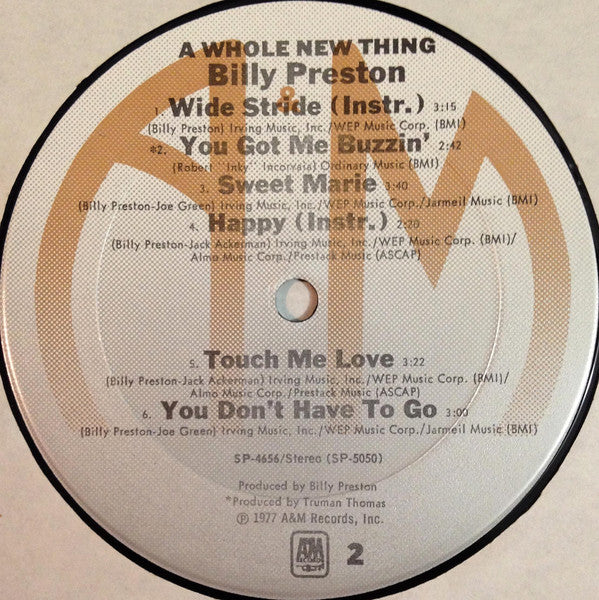 A WHOLE NEW THING
Billy Preston
&
1. Wide Stride (Instr.) 3:15
(Billy Preston) Irving Music, Inc./WEP Music Corp. (BMI)
*2. You Got Me Buzzin' 2:42
(Robert "Inky" Incorvaia) Ordinary Music (BMI)
3. Sweet Marie 3:40
(Billy Preston-Joe Green) Irving Music, Inc./WEP Music Corp./Jarmeil Music (BMI)
4. Happy (Instr.) 2:20
(Billy Preston-Jack Ackerman) Irving Music, Inc./WEP Music Corp. (BMI)/
Almo Music Corp./Prestack Music (ASCAP)
5. Touch Me Love 3:22
(Billy Preston-Jack Ackerman) Irving Music, Inc./WEP Music Corp. (BMI)/
Almo Music Corp./Prestack Music (ASCAP)
6. You Don't Have To Go 3:00
(Billy Preston-Joe Green) Irving Music, Inc./WEP Music Corp./Jarmeil Music (BMI)
SP-4656/Stereo (SP-5050)
Produced by Billy Preston
*Produced by Truman Thomas
℗ 1977 A&M Records, Inc.
A&M
RECORDS
2